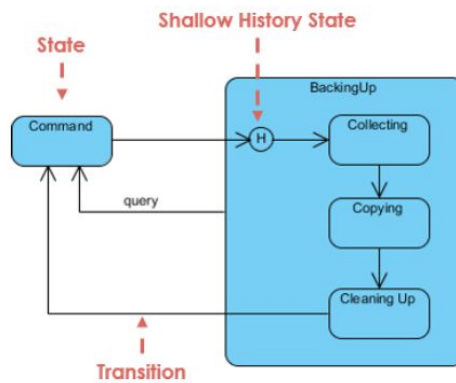 Shallow History State
State
BackingUp
Command
H
Collecting
query
Copying
Cleaning Up
Transition